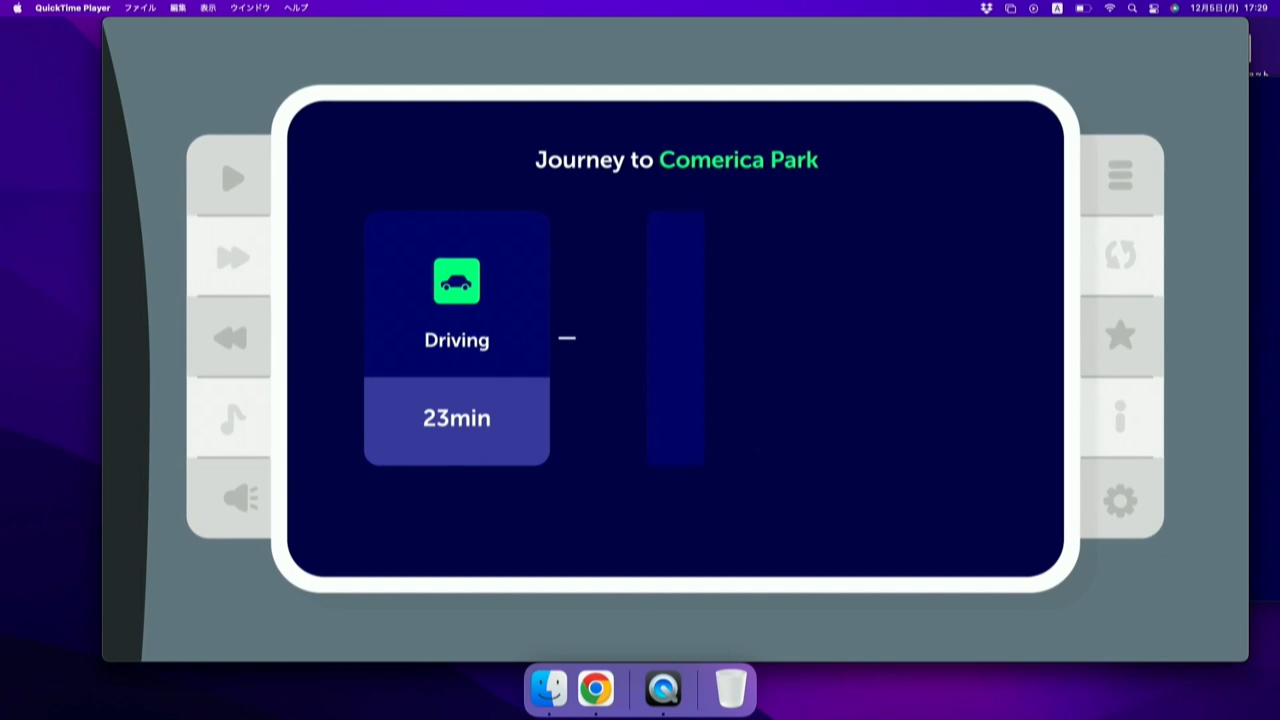 QuickTime Player ファイル 編集 表示 ウインドウ ヘルプ
A 12月5日(月) 17:29
Journey to Comerica Park
Driving
23min